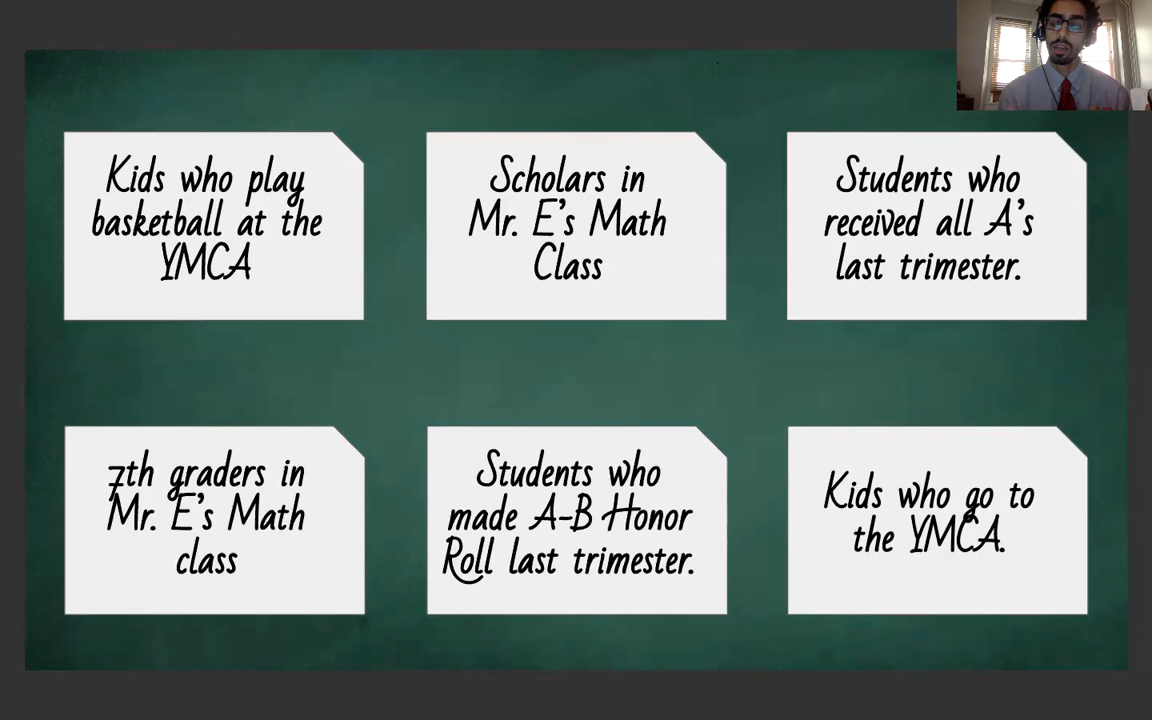 Kids who play
basketball at the
YMCA
Scholars in
Mr. E's Math
Class
Students who
received all A's
last trimester.
7th graders in
Mr. E's Math
class
Students who
made A-B Honor
Roll last trimester.
Kids who go to
the YMCA.